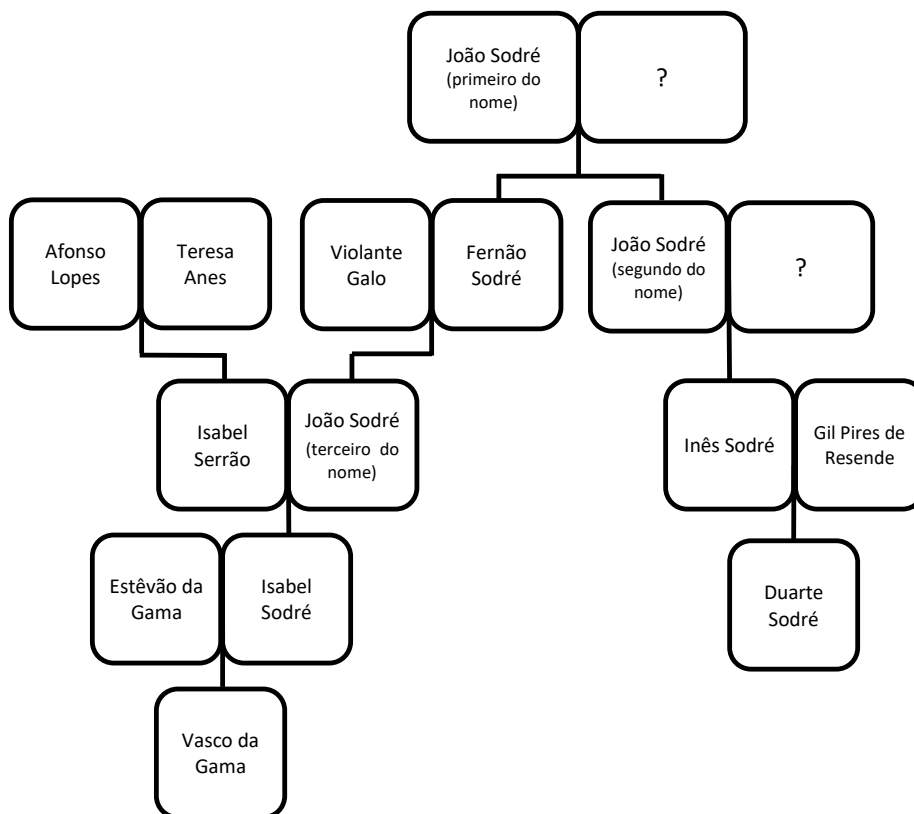 João Sodré
(primeiro do
nome)
?
Afonso
Lopes
Teresa
Anes
Violante
Galo
Fernão
Sodré
João Sodré
(segundo do
nome)
?
Isabel
Serrão
João Sodré
(terceiro do
nome)
Inês Sodré
Gil Pires de
Resende
Estêvão da
Gama
Isabel
Sodré
Duarte
Sodré
Vasco da
Gama